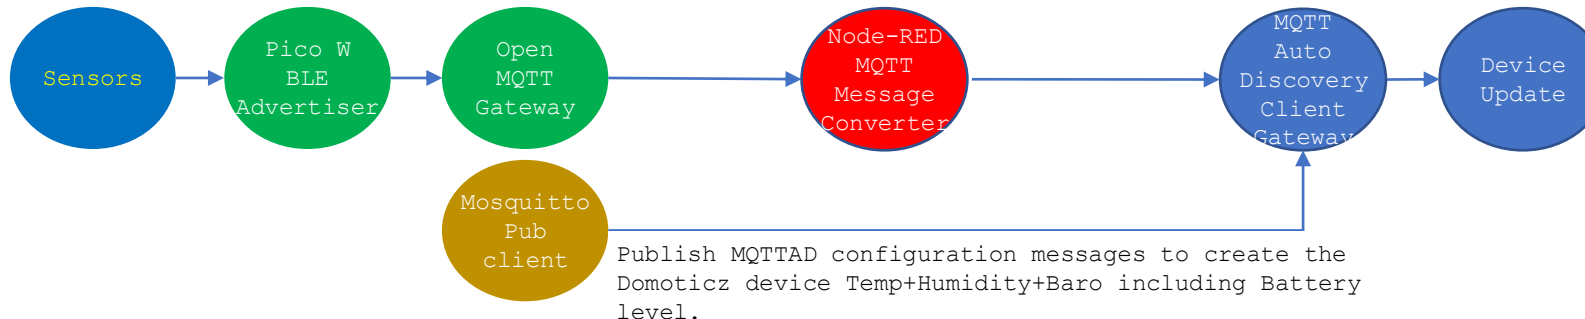 Sensors
Pico W
BLE
Advertiser
Open
MQTT
Gateway
Node-RED
MQTT
Message
Converter
MQTT
Auto
Discovery
Client
Gateway
Device
Update
Mosquitto
Pub
client
Publish MQTTAD configuration messages to create the
Domoticz device Temp+Humidity+Baro including Battery
level.